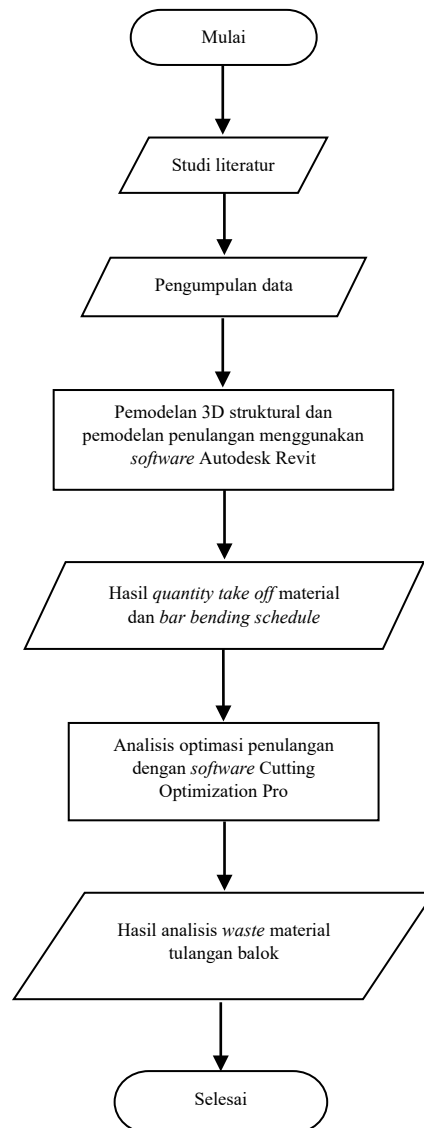 Mulai
Studi literatur
Pengumpulan data
Pemodelan 3D struktural dan
pemodelan penulangan menggunakan
software Autodesk Revit
Hasil quantity take off material
dan bar bending schedule
Analisis optimasi penulangan
dengan software Cutting
Optimization Pro
Hasil analisis waste material
tulangan balok
Selesai